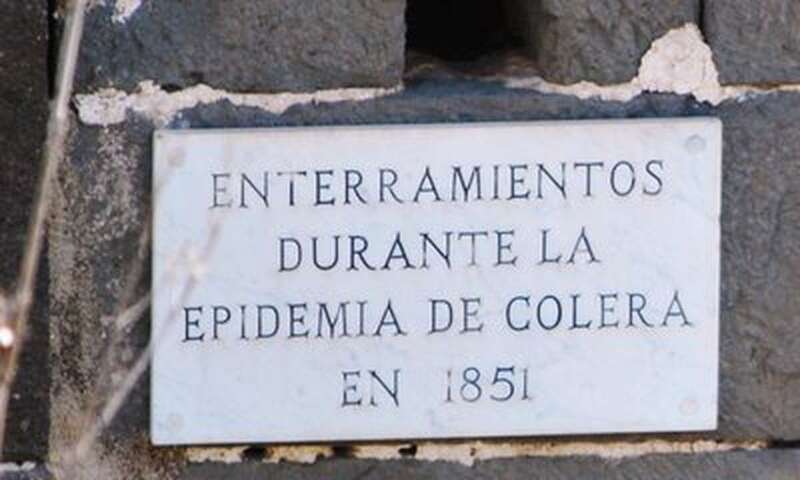 ENTERRAMIENTOS
DURANTE LA
EPIDEMIA DE COLERA
EN 1851